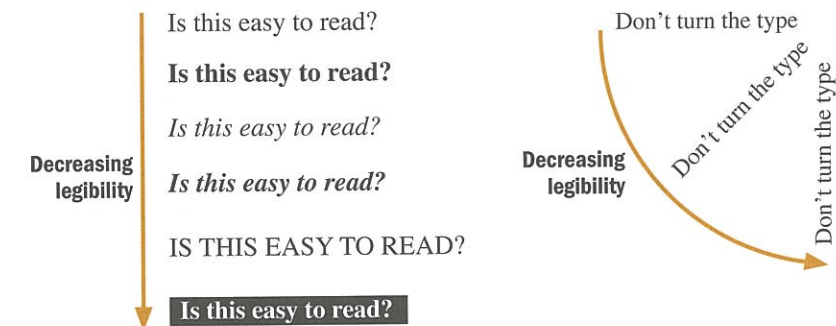 Is this easy to read?
Is this easy to read?
Is this easy to read?
Decreasing
legibility
Is this easy to read?
IS THIS EASY TO READ?
Is this easy to read?
Don't turn the type
Don't turn the type
Don't turn the type
Decreasing
legibility